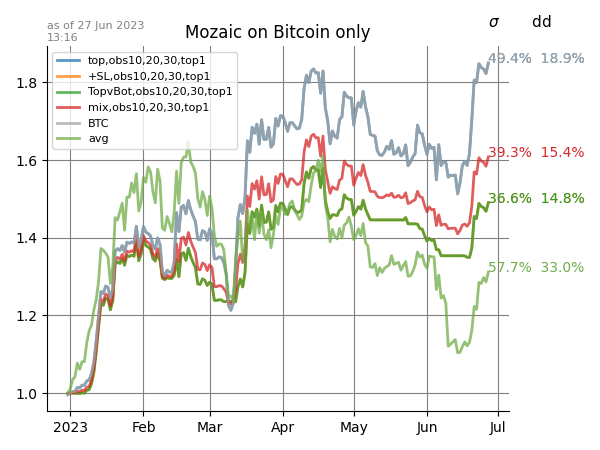 as of 27 Jun 2023
13:16
Mozaic on Bitcoin only
σ dd
top,obs10,20,30,top1
+SL,obs10,20,30,top1
TopvBot,obs10,20,30,top1
mix,obs10,20,30,top1
BTC
avg
49.4% 18.9%
39.3% 15.4%
36.6% 14.8%
57.7% 33.0%
1.8
1.6
1.4
1.2
1.0
2023 Feb Mar Apr May Jun Jul